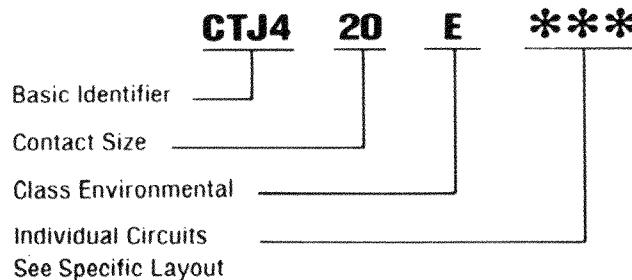 CTJ4 20 E ***
Basic Identifier
Contact Size
Class Environmental
Individual Circuits
See Specific Layout